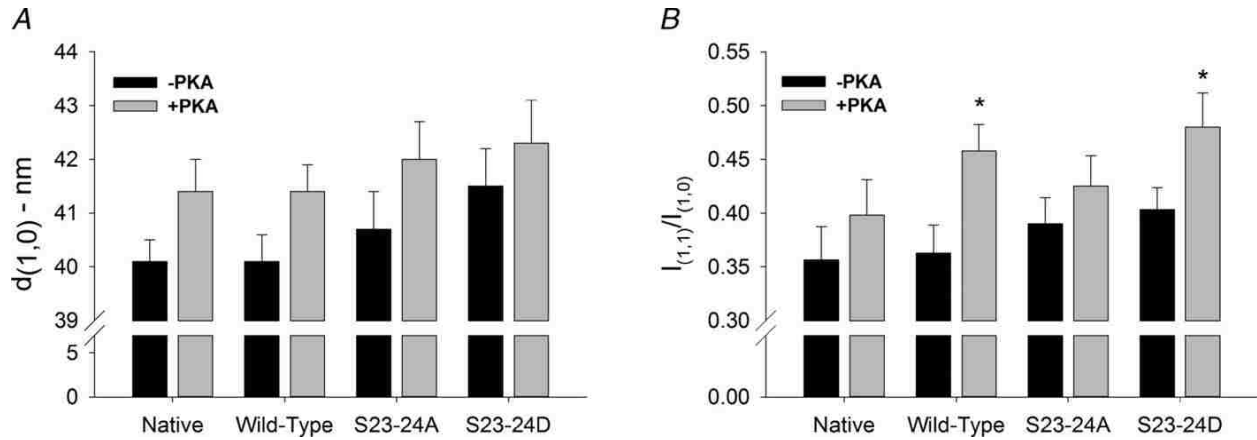 A
44
43
42
41
40
39
5
0
d(1,0) - nm
-PKA
+PKA
Native Wild-Type S23-24A S23-24D
B
0.55
0.50
0.45
0.40
0.35
0.30
0.00
I(1,1)/I(1,0)
-PKA
+PKA
*
*
Native Wild-Type S23-24A S23-24D